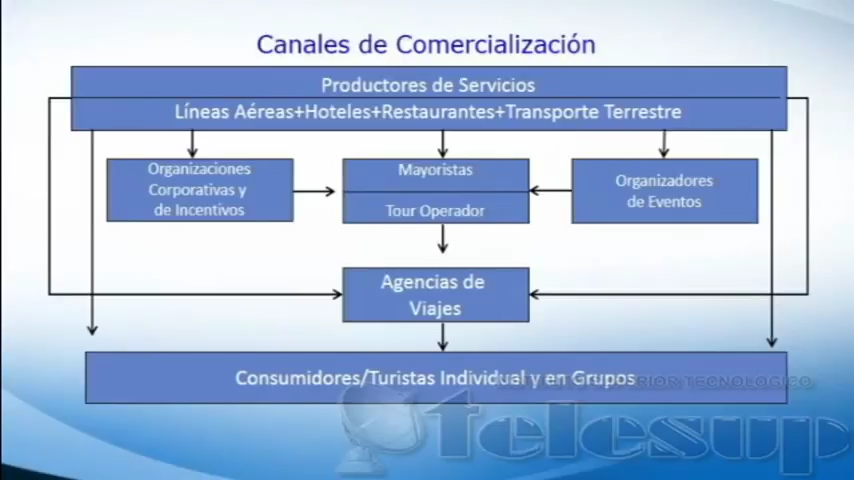 Canales de Comercialización
Productores de Servicios
Líneas Aéreas+Hoteles+Restaurantes+Transporte Terrestre
Organizaciones
Corporativas y
de Incentivos
Mayoristas
Tour Operador
Organizadores
de Eventos
Agencias de
Viajes
Consumidores/Turistas Individual y en Grupos
TECNOLOGICO
telesup